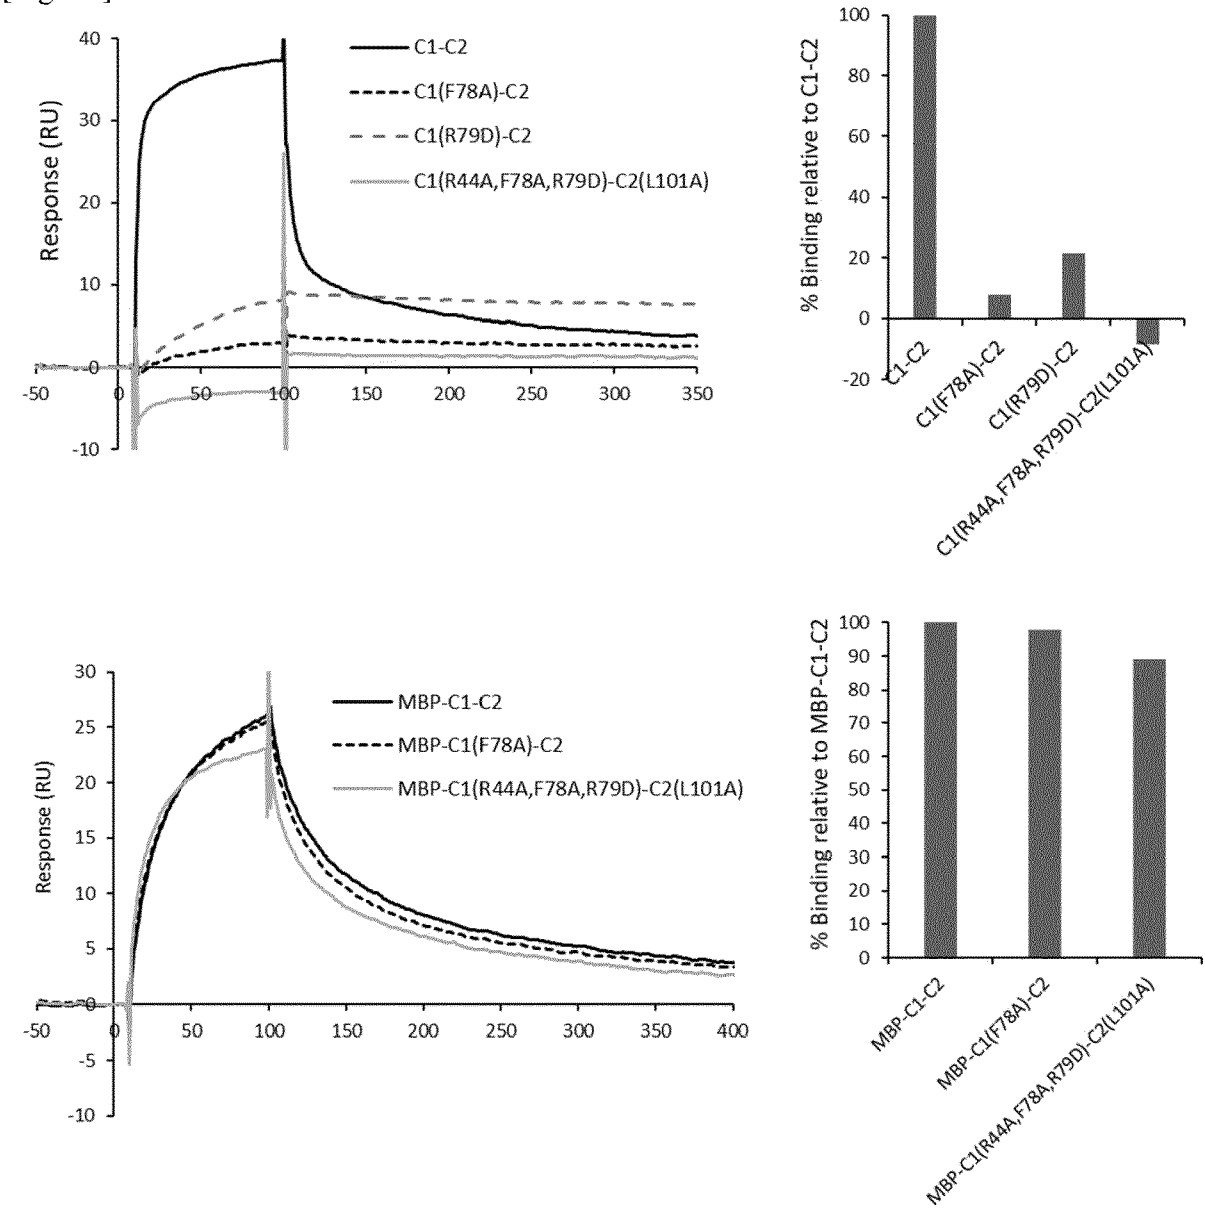 40
30
20
10
0
-10
-50
0
50
100
150
200
250
300
350
Response (RU)
C1-C2
C1(F78A)-C2
C1(R79D)-C2
C1(R44A,F78A,R79D)-C2(L101A)
100
80
60
40
20
0
-20
% Binding relative to C1-C2
C1-C2
C1(F78A)-C2
C1(R79D)-C2
C1(R44A,F78A,R79D)-C2(L101A)
30
25
20
15
10
5
0
-5
-10
-50
0
50
100
150
200
250
300
350
400
Response (RU)
MBP-C1-C2
MBP-C1(F78A)-C2
MBP-C1(R44A,F78A,R79D)-C2(L101A)
100
90
80
70
60
50
40
30
20
10
0
% Binding relative to MBP-C1-C2
MBP-C1-C2
MBP-C1(F78A)-C2
MBP-C1(R44A,F78A,R79D)-C2(L101A)